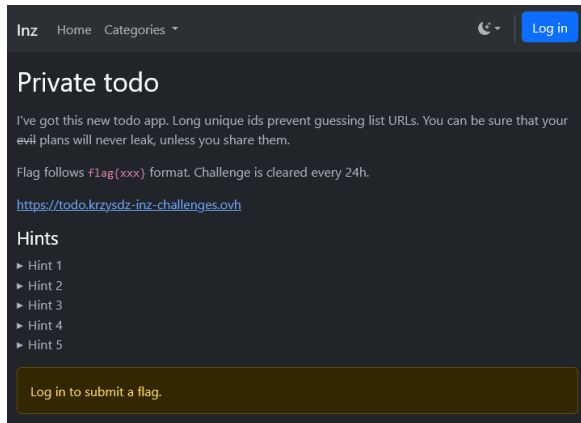 Inz Home Categories Log in
Private todo
I've got this new todo app. Long unique ids prevent guessing list URLs. You can be sure that your
evil plans will never leak, unless you share them.
Flag follows flag{xxx} format. Challenge is cleared every 24h.
https://todo.krzysdz-inz-challenges.ovh
Hints
Hint 1
Hint 2
Hint 3
Hint 4
Hint 5
Log in to submit a flag.